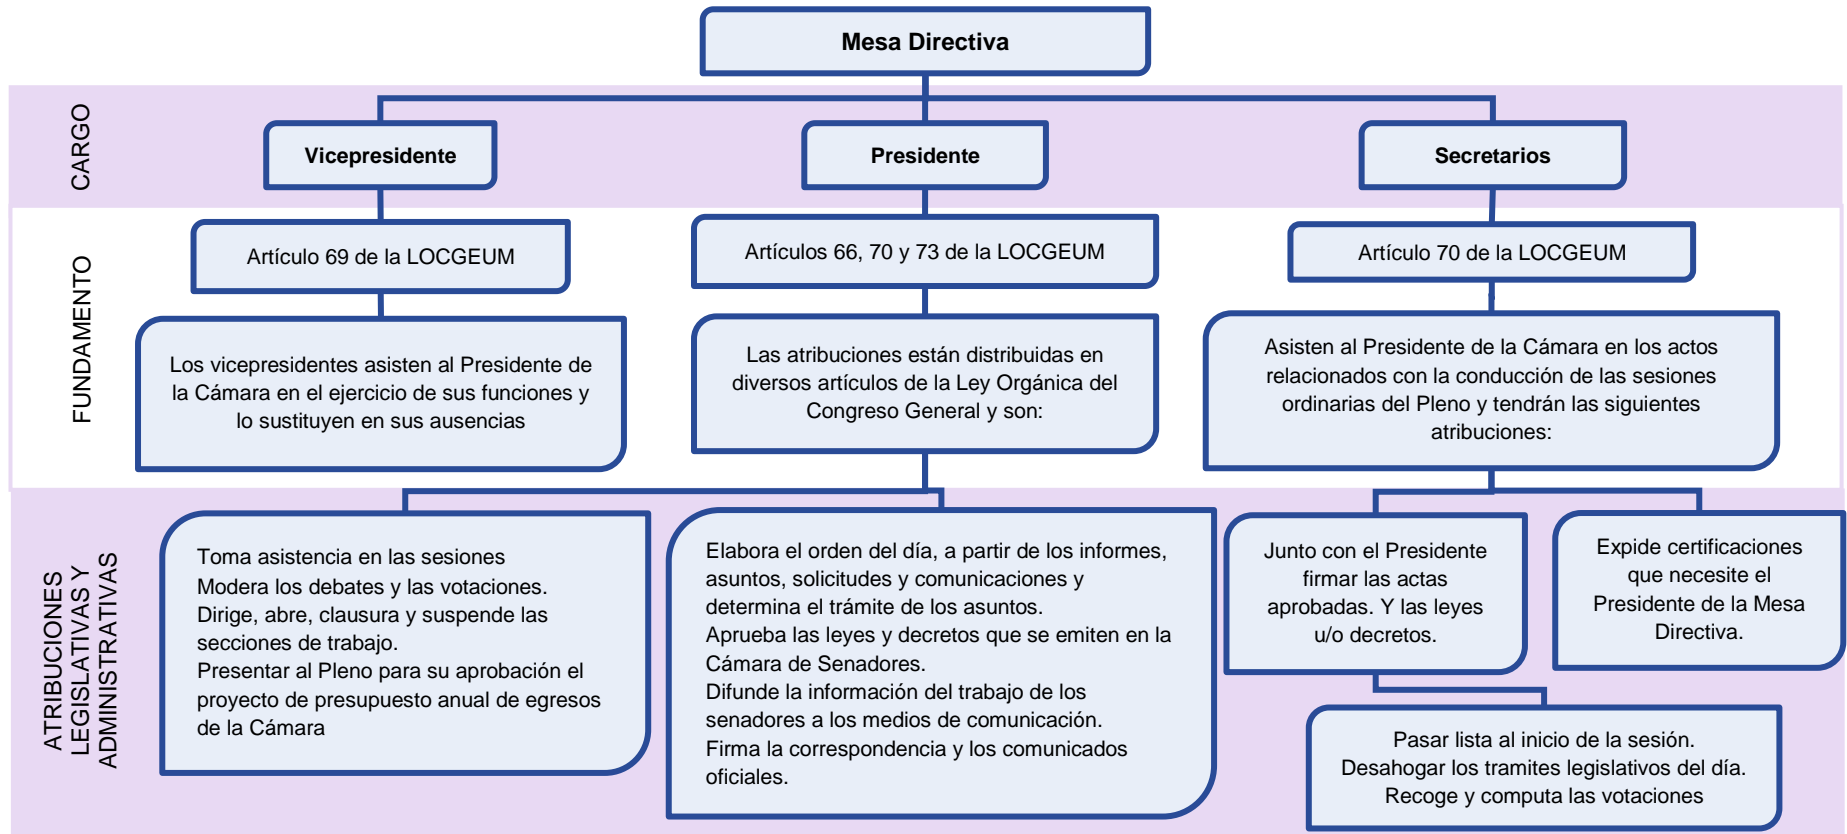 Mesa Directiva
CARGO
Vicepresidente
Presidente
Secretarios
FUNDAMENTO
Artículo 69 de la LOCGEUM
Artículos 66, 70 y 73 de la LOCGEUM
Artículo 70 de la LOCGEUM
Los vicepresidentes asisten al Presidente de
la Cámara en el ejercicio de sus funciones y
lo sustituyen en sus ausencias
Las atribuciones están distribuidas en
diversos artículos de la Ley Orgánica del
Congreso General y son:
Asisten al Presidente de la Cámara en los actos
relacionados con la conducción de las sesiones
ordinarias del Pleno y tendrán las siguientes
atribuciones:
ATRIBUCIONES
LEGISLATIVAS Y
ADMINISTRATIVAS
Toma asistencia en las sesiones
Modera los debates y las votaciones.
Dirige, abre, clausura y suspende las
secciones de trabajo.
Presentar al Pleno para su aprobación el
proyecto de presupuesto anual de egresos
de la Cámara
Elabora el orden del día, a partir de los informes,
asuntos, solicitudes y comunicaciones y
determina el trámite de los asuntos.
Aprueba las leyes y decretos que se emiten en la
Cámara de Senadores.
Difunde la información del trabajo de los
senadores a los medios de comunicación.
Firma la correspondencia y los comunicados
oficiales.
Junto con el Presidente
firmar las actas
aprobadas. Y las leyes
u/o decretos.
Expide certificaciones
que necesite el
Presidente de la Mesa
Directiva.
Pasar lista al inicio de la sesión.
Desahogar los tramites legislativos del día.
Recoge y computa las votaciones